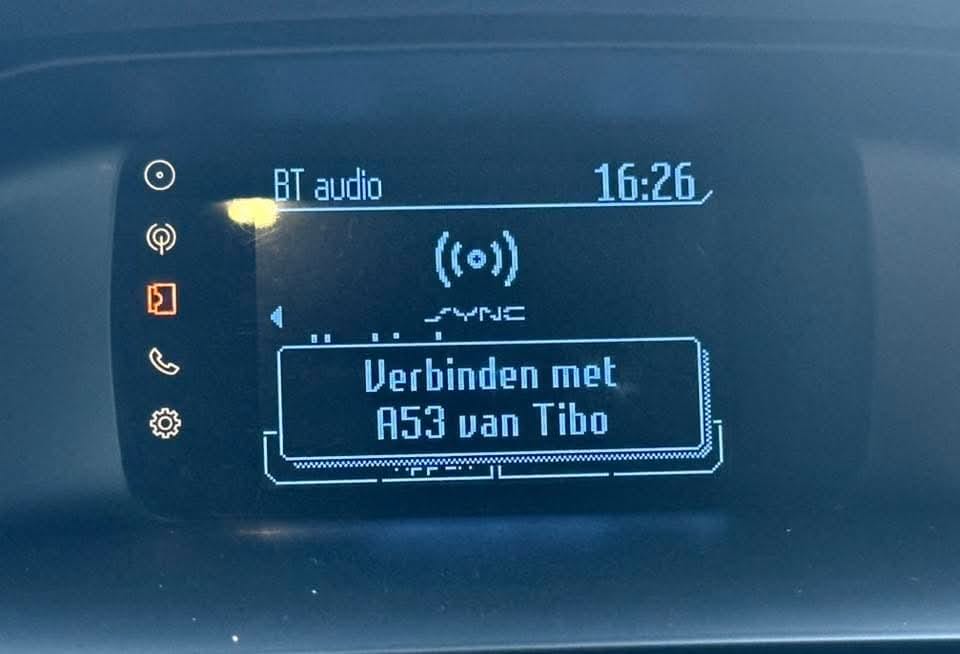 BT audio 16:26
SYNC
Verbinden met
A53 van Tibo